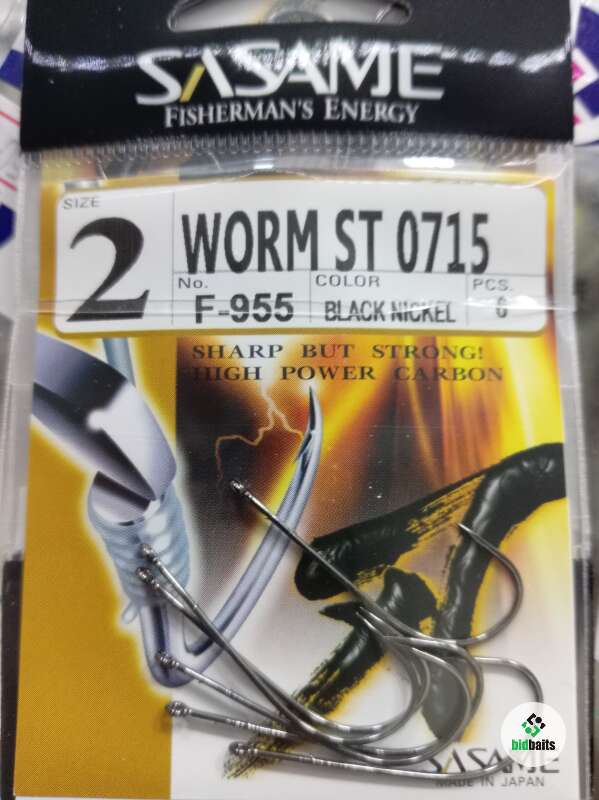 SASAME
FISHERMAN'S ENERGY
SIZE
2
WORM ST 0715
No.
F-955
COLOR
BLACK NICKEL
PCS.
SHARP BUT STRONG!
HIGH POWER CARBON
SASAME
MADE IN JAPAN
bidbaits